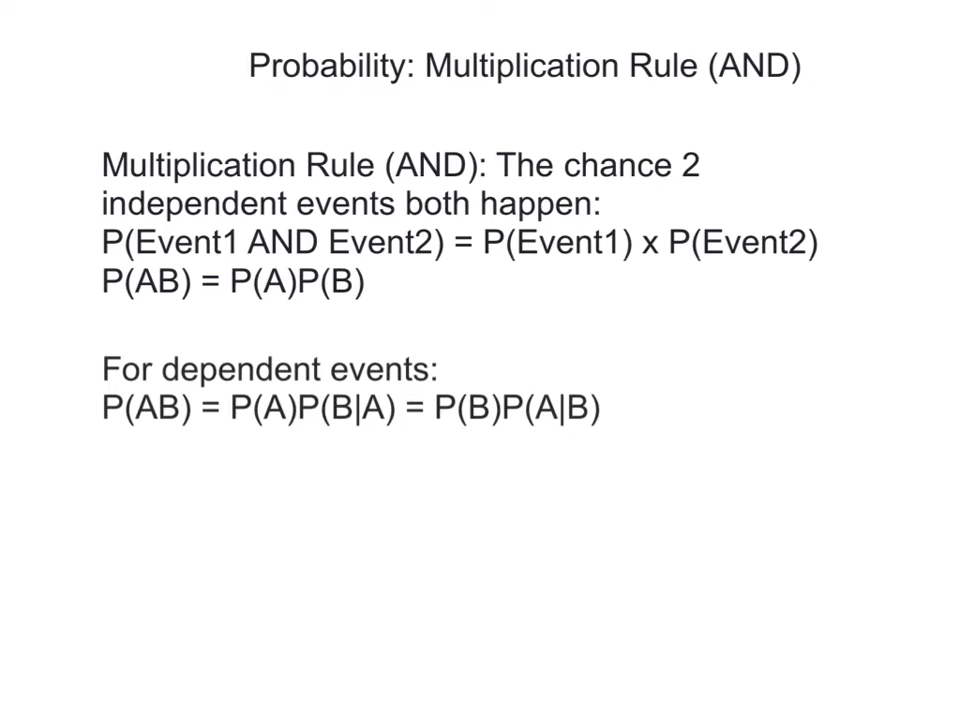 Probability: Multiplication Rule (AND)
Multiplication Rule (AND): The chance 2
independent events both happen:
P(Event1 AND Event2) = P(Event1) x P(Event2)
P(AB) = P(A)P(B)
For dependent events:
P(AB) = P(A)P(B|A) = P(B)P(A|B)